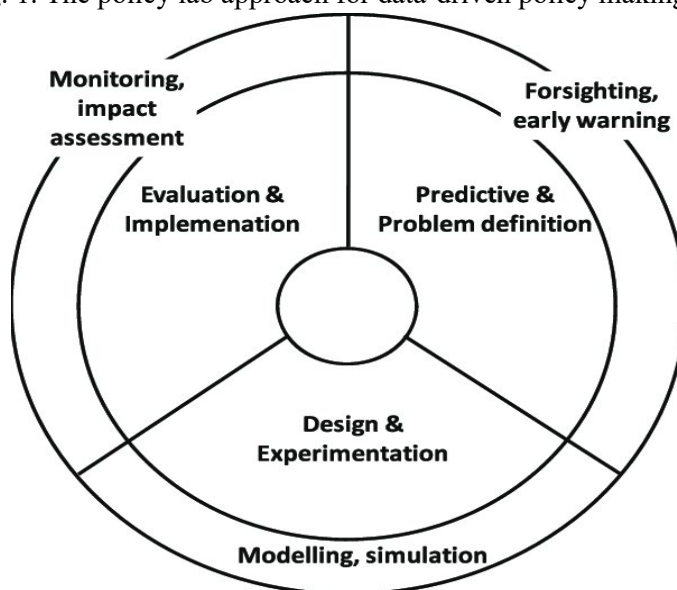 . 1. The policy lab approach for data-driven policy making
Monitoring,
impact
assessment
Forsighting,
early warning
Evaluation &
Implemenation
Predictive &
Problem definition
Design &
Experimentation
Modelling, simulation